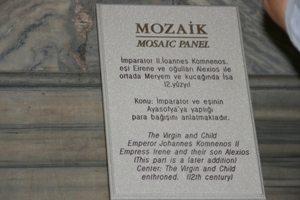 MOZAİK
MOSAIC PANEL
İmparator II.İoannes Komnenos,
eşi Eirene ve oğulları Alexios ile
ortada Meryem ve kucağında İsa
12.yüzyıl
Konu: İmparator ve eşinin
Ayasofya'ya yaptığı
para bağışını anlatmaktadır.
The Virgin and Child
Emperor Johannes Komnenos II
Empress Irene and their son Alexios
(This part is a later addition)
Center: The Virgin and Child
enthroned. (12th century)